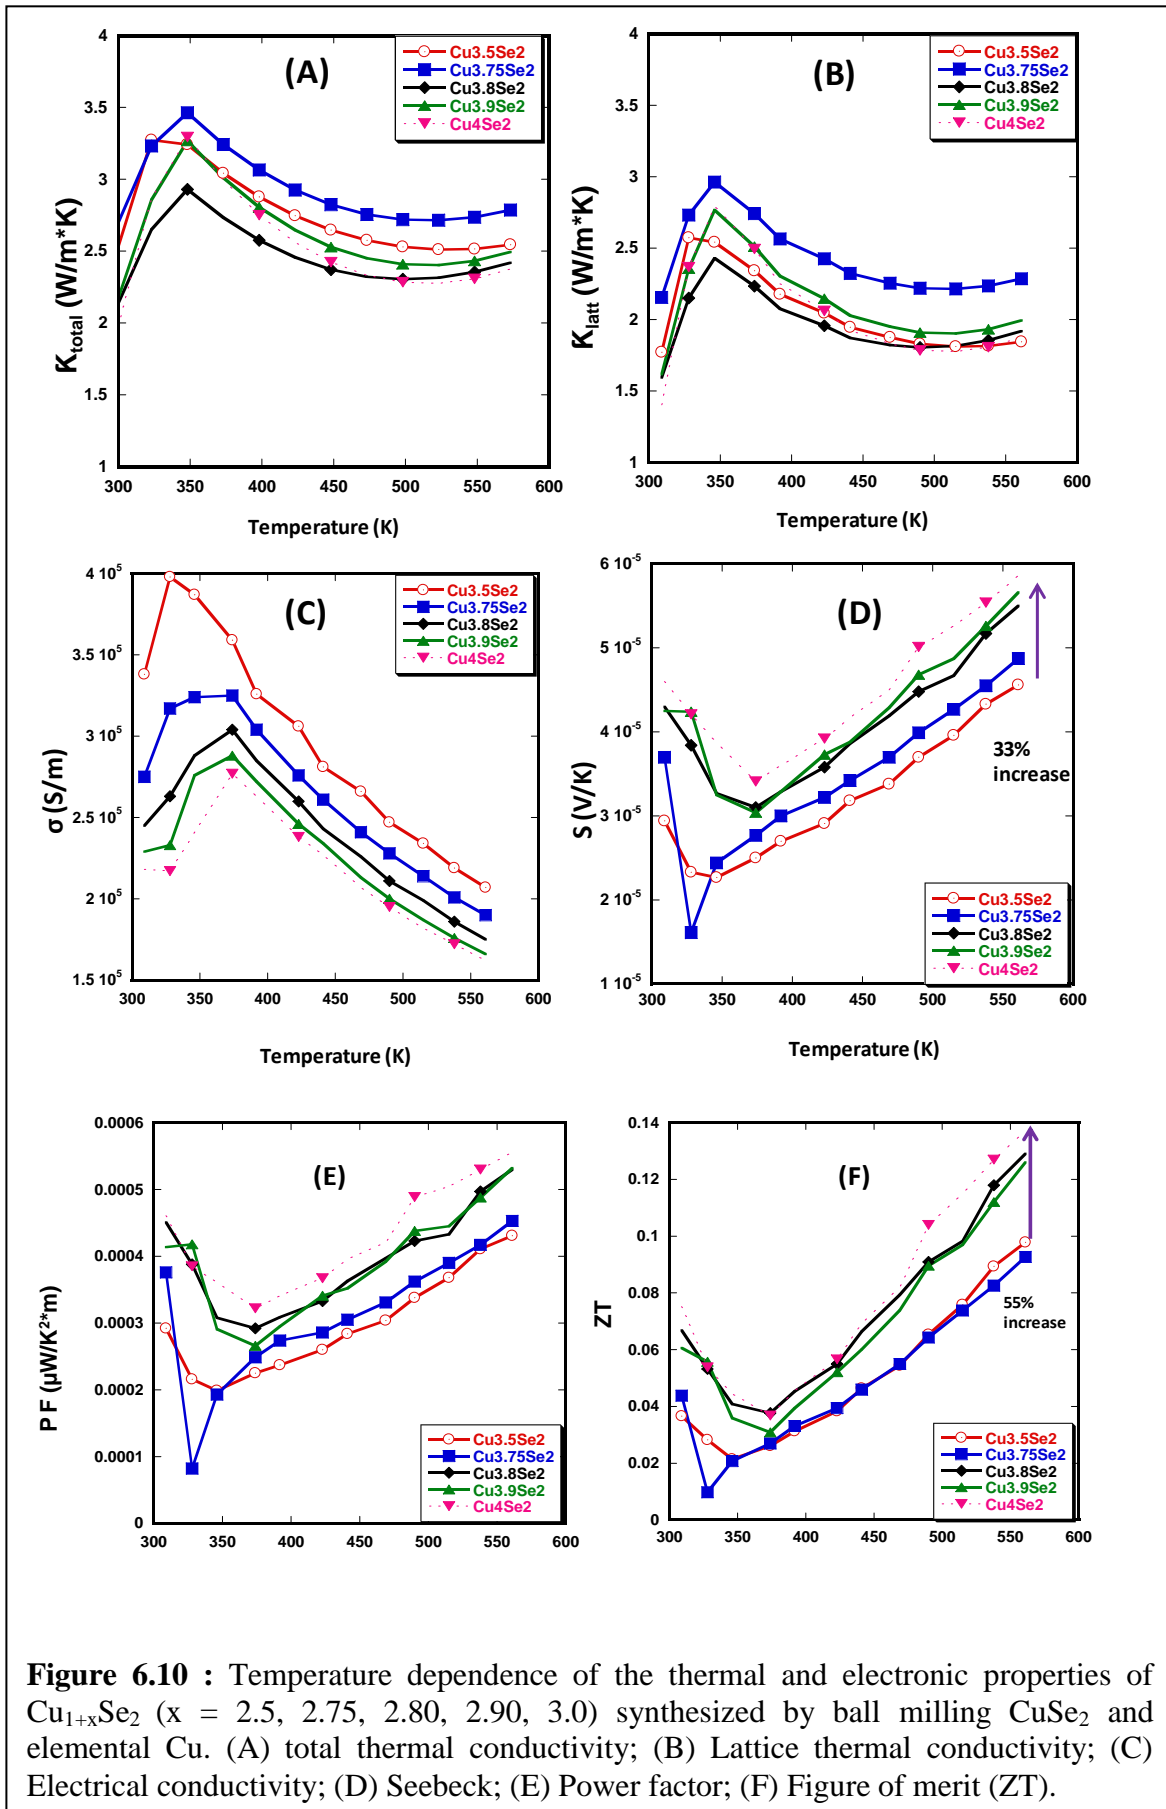 (A)
Cu3.5Se2
Cu3.75Se2
Cu3.8Se2
Cu3.9Se2
Cu4Se2
4
3.5
3
2.5
2
1.5
1
Ktotal (W/m*K)
300 350 400 450 500 550 600
Temperature (K)
(B)
Cu3.5Se2
Cu3.75Se2
Cu3.8Se2
Cu3.9Se2
Cu4Se2
4
3.5
3
2.5
2
1.5
1
Klatt (W/m*K)
300 350 400 450 500 550 600
Temperature (K)
(C)
Cu3.5Se2
Cu3.75Se2
Cu3.8Se2
Cu3.9Se2
Cu4Se2
4 10⁵
3.5 10⁵
3 10⁵
2.5 10⁵
2 10⁵
1.5 10⁵
σ (S/m)
300 350 400 450 500 550 600
Temperature (K)
(D)
6 10⁻⁵
5 10⁻⁵
4 10⁻⁵
3 10⁻⁵
2 10⁻⁵
1 10⁻⁵
S (V/K)
33%
increase
Cu3.5Se2
Cu3.75Se2
Cu3.8Se2
Cu3.9Se2
Cu4Se2
300 350 400 450 500 550 600
Temperature (K)
(E)
0.0006
0.0005
0.0004
0.0003
0.0002
0.0001
0
P F (μW/K²*m)
Cu3.5Se2
Cu3.75Se2
Cu3.8Se2
Cu3.9Se2
Cu4Se2
300 350 400 450 500 550 600
(F)
0.14
0.12
0.1
0.08
0.06
0.04
0.02
0
ZT
55%
increase
Cu3.5Se2
Cu3.75Se2
Cu3.8Se2
Cu3.9Se2
Cu4Se2
300 350 400 450 500 550 600
Figure 6.10 : Temperature dependence of the thermal and electronic properties of
Cu₁₊ₓSe₂ (x = 2.5, 2.75, 2.80, 2.90, 3.0) synthesized by ball milling CuSe₂ and
elemental Cu. (A) total thermal conductivity; (B) Lattice thermal conductivity; (C)
Electrical conductivity; (D) Seebeck; (E) Power factor; (F) Figure of merit (ZT).